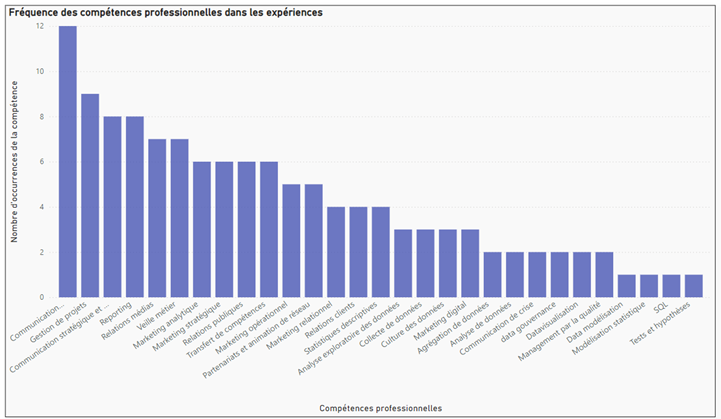 Fréquence des compétences professionnelles dans les expériences
Nombre d'occurrences de la compétence
12
10
8
6
4
2
0
Communication...
Gestion de projets
Communication stratégique et ...
Reporting
Relations médias
Veille métier
Marketing analytique
Marketing stratégique
Relations publiques
Transfert de compétences
Marketing opérationnel
Partenariats et animation de réseau
Marketing relationnel
Relations clients
Statistiques descriptives
Analyse exploratoire des données
Collecte de données
Culture des données
Marketing digital
Agrégation de données
Analyse de données
Communication de crise
data gouvernance
Datavisualisation
Management par la qualité
Data modélisation
Modélisation statistique
SQL
Tests et hypothèses
Compétences professionnelles